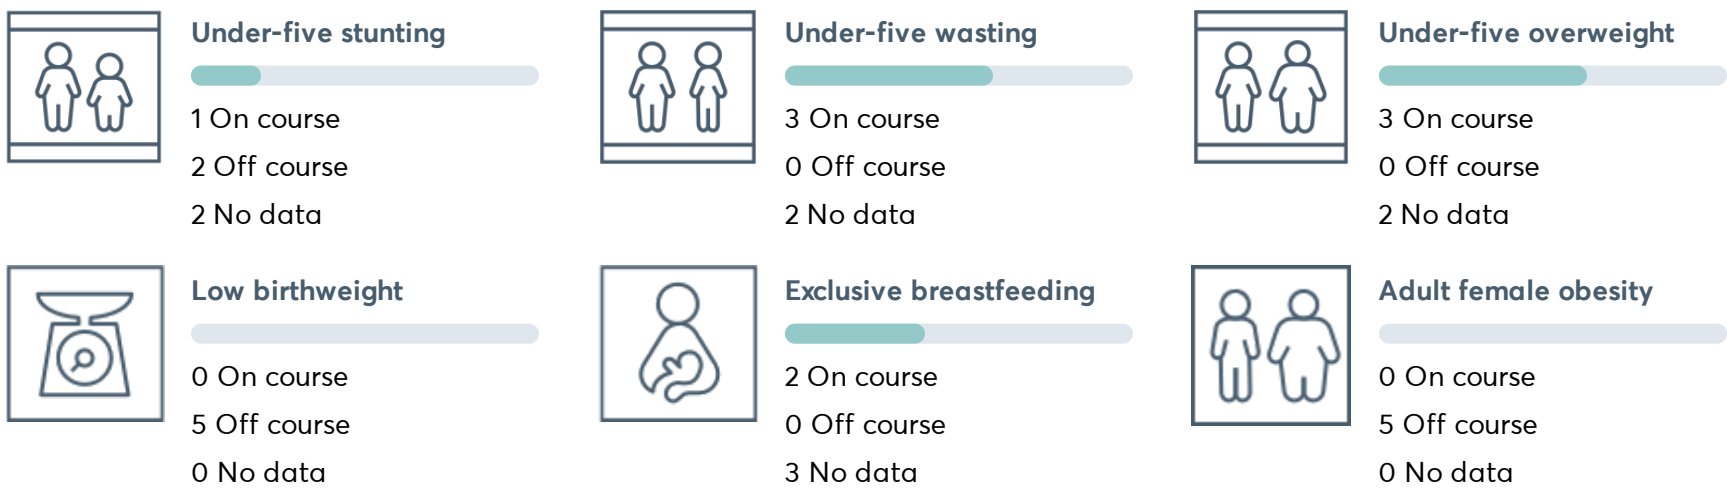 Under-five stunting
1 On course
2 Off course
2 No data
Under-five wasting
3 On course
0 Off course
2 No data
Under-five overweight
3 On course
0 Off course
2 No data
Low birthweight
0 On course
5 Off course
0 No data
Exclusive breastfeeding
2 On course
0 Off course
3 No data
Adult female obesity
0 On course
5 Off course
0 No data